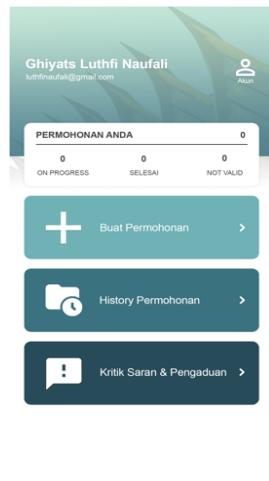 Ghiyats Luthfi Naufali
luthfinaufali@gmail.com
Akun
PERMOHONAN ANDA 0
0 0 0
ON PROGRESS SELESAI NOT VALID
Buat Permohonan
History Permohonan
Kritik Saran & Pengaduan